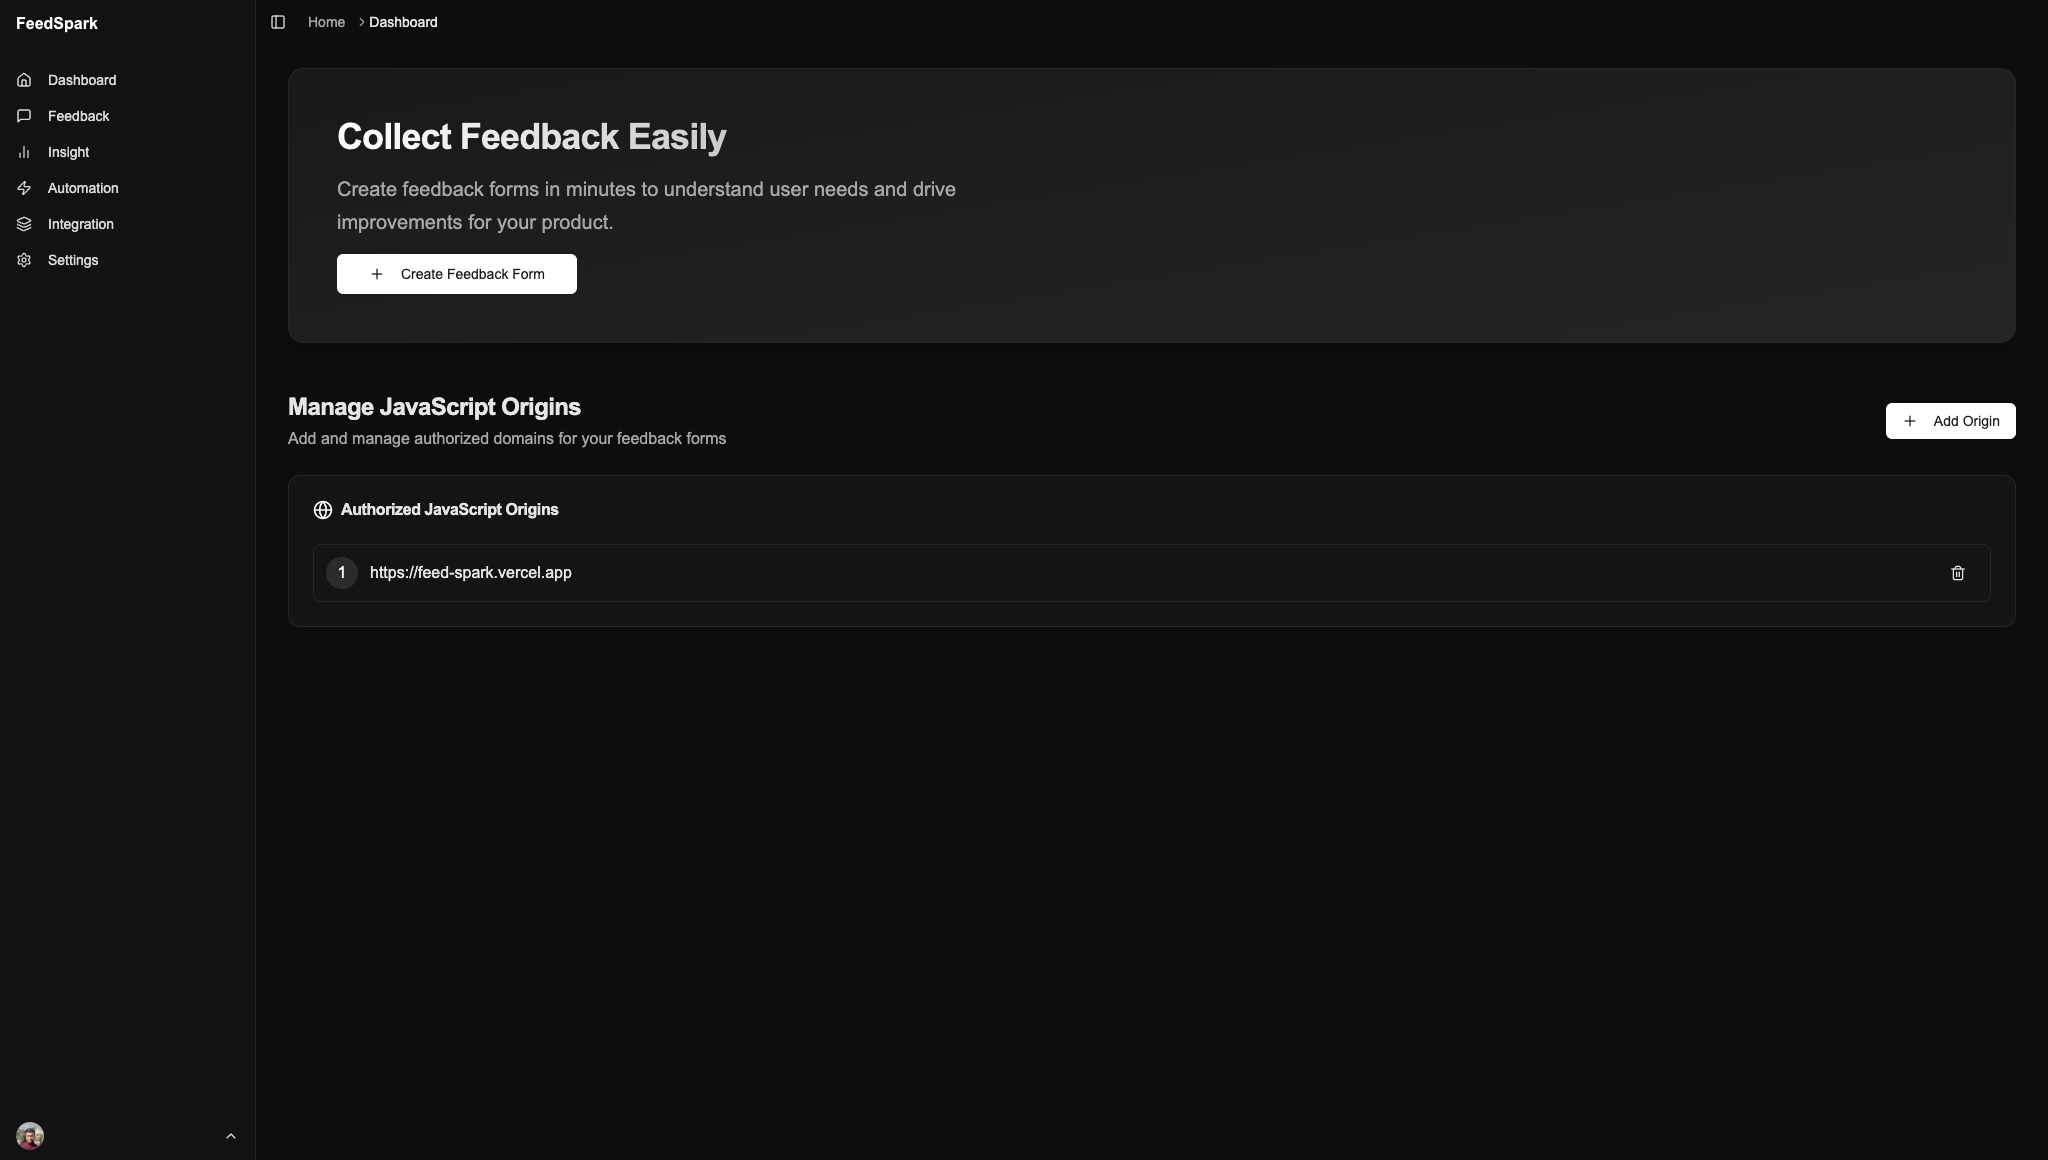 FeedSpark
Dashboard
Feedback
Insight
Automation
Integration
Settings
Home > Dashboard
Collect Feedback Easily
Create feedback forms in minutes to understand user needs and drive
improvements for your product.
+ Create Feedback Form
Manage JavaScript Origins
Add and manage authorized domains for your feedback forms
+ Add Origin
Authorized JavaScript Origins
1 https://feed-spark.vercel.app